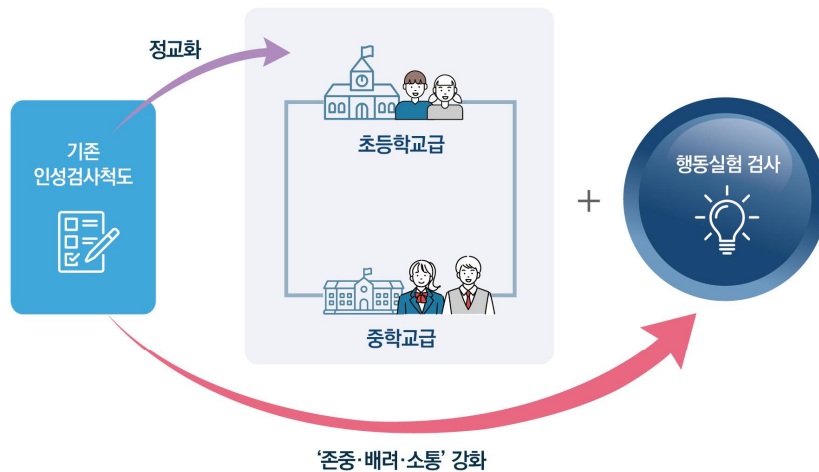 정교화
기존
인성검사척도
초등학교급
중학교급
+
행동실험 검사
‘존중·배려·소통’ 강화